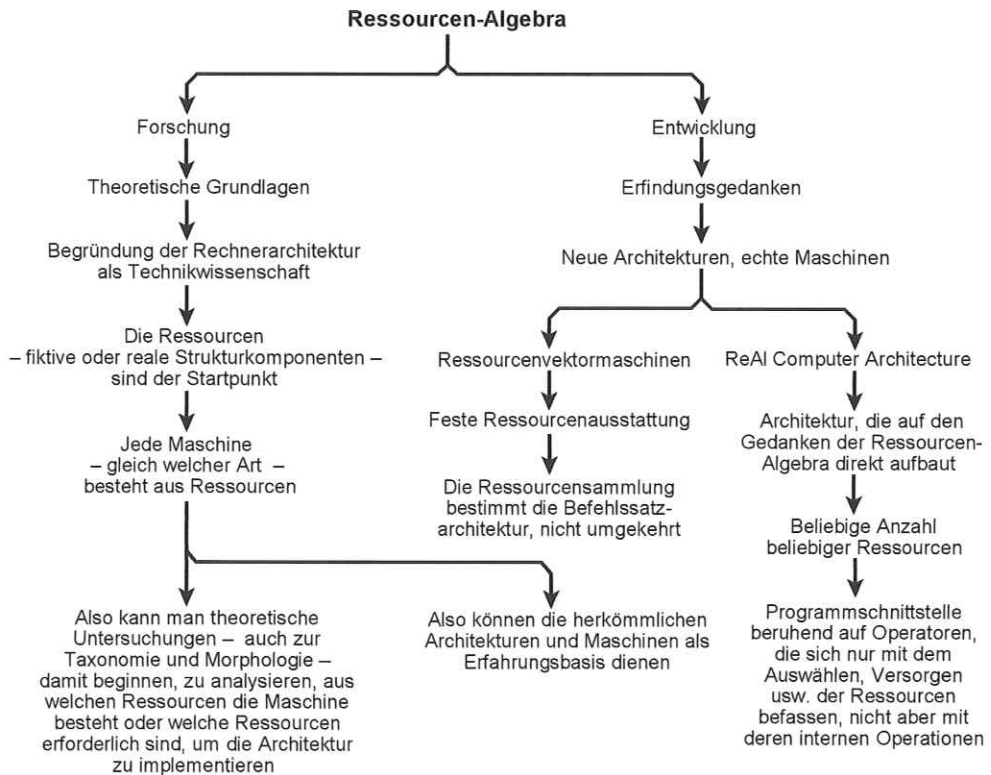 Ressourcen-Algebra
Forschung
Theoretische Grundlagen
Begründung der Rechnerarchitektur
als Technikwissenschaft
Die Ressourcen
– fiktive oder reale Strukturkomponenten –
sind der Startpunkt
Jede Maschine
– gleich welcher Art –
besteht aus Ressourcen
Also kann man theoretische
Untersuchungen – auch zur
Taxonomie und Morphologie –
damit beginnen, zu analysieren, aus
welchen Ressourcen die Maschine
besteht oder welche Ressourcen
erforderlich sind, um die Architektur
zu implementieren
Also können die herkömmlichen
Architekturen und Maschinen als
Erfahrungsbasis dienen
Entwicklung
Erfindungsgedanken
Neue Architekturen, echte Maschinen
Ressourcenvektormaschinen
Feste Ressourcenausstattung
Die Ressourcensammlung
bestimmt die Befehlssatz-
architektur, nicht umgekehrt
ReAl Computer Architecture
Architektur, die auf den
Gedanken der Ressourcen-
Algebra direkt aufbaut
Beliebige Anzahl
beliebiger Ressourcen
Programmschnittstelle
beruhend auf Operatoren,
die sich nur mit dem
Auswählen, Versorgen
usw. der Ressourcen
befassen, nicht aber mit
deren internen Operationen